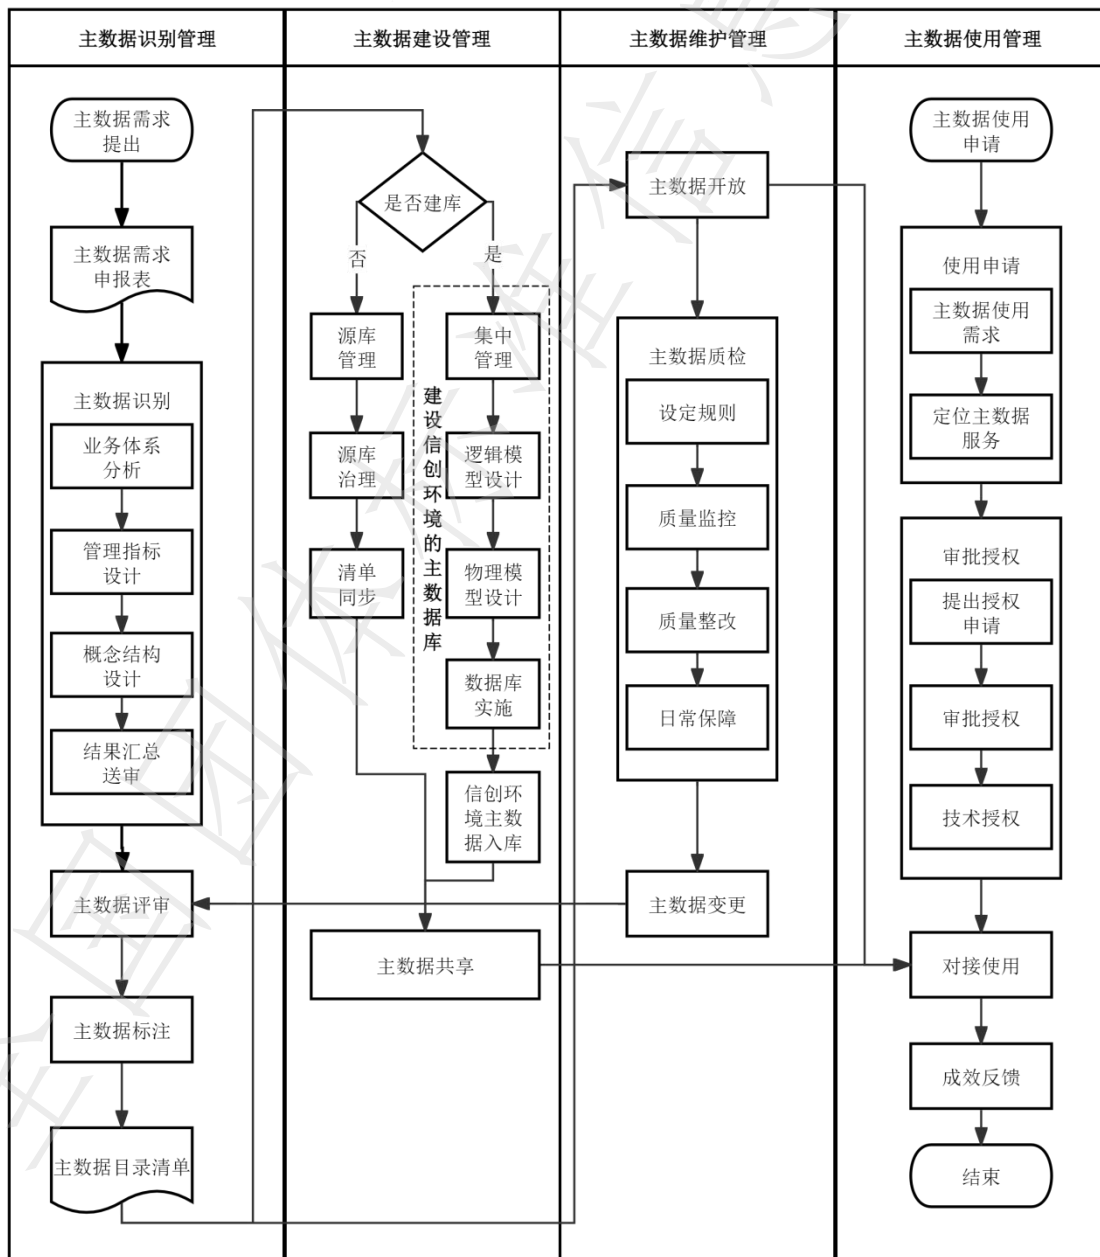 主数据识别管理
主数据建设管理
主数据维护管理
主数据使用管理
主数据需求
提出
主数据需求
申报表
主数据识别
业务体系
分析
管理指标
设计
概念结构
设计
结果汇总
送审
主数据评审
主数据标注
主数据目录清单
是否建库
否
是
源库
管理
源库
治理
清单
同步
建设信创环境的主数据库
集中
管理
逻辑模
型设计
物理模
型设计
数据库
实施
信创环
境主数
据入库
主数据共享
主数据开放
主数据质检
设定规则
质量监控
质量整改
日常保障
主数据变更
主数据使用
申请
使用申请
主数据使用
需求
定位主数据
服务
审批授权
提出授权
申请
审批授权
技术授权
对接使用
成效反馈
结束
全国团体标准信息